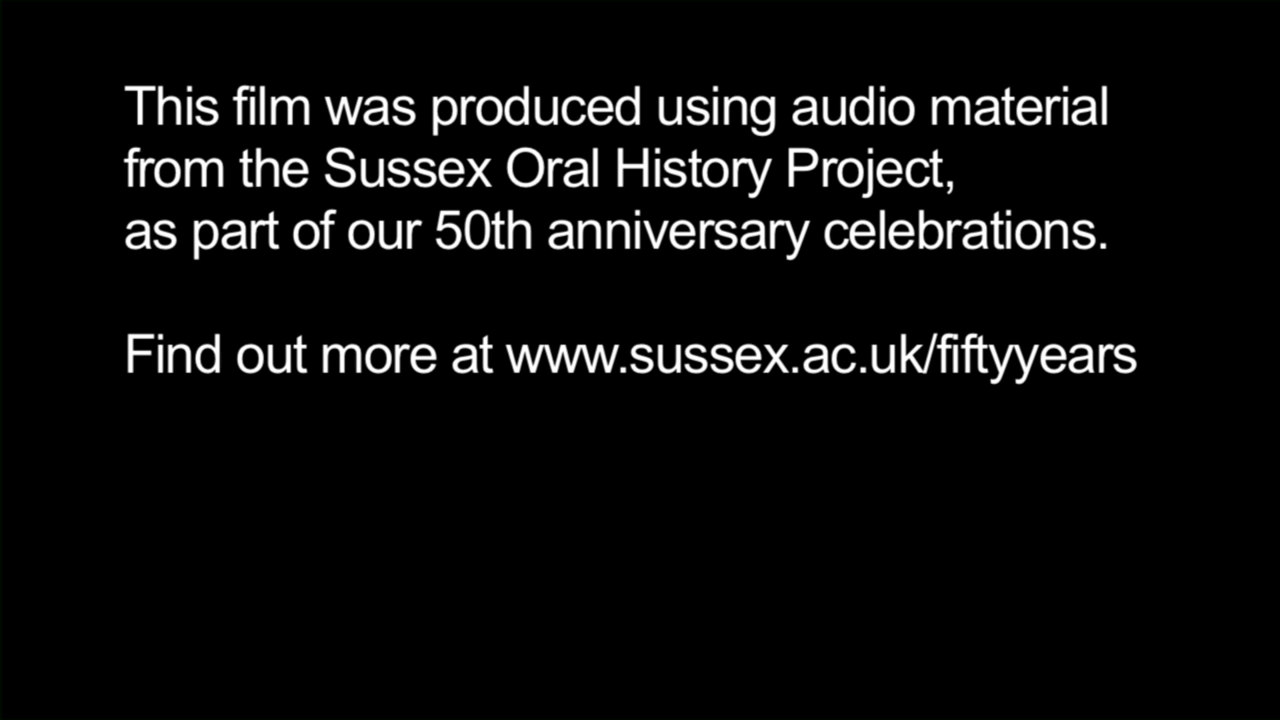 This film was produced using audio material
from the Sussex Oral History Project,
as part of our 50th anniversary celebrations.
Find out more at www.sussex.ac.uk/fiftyyears